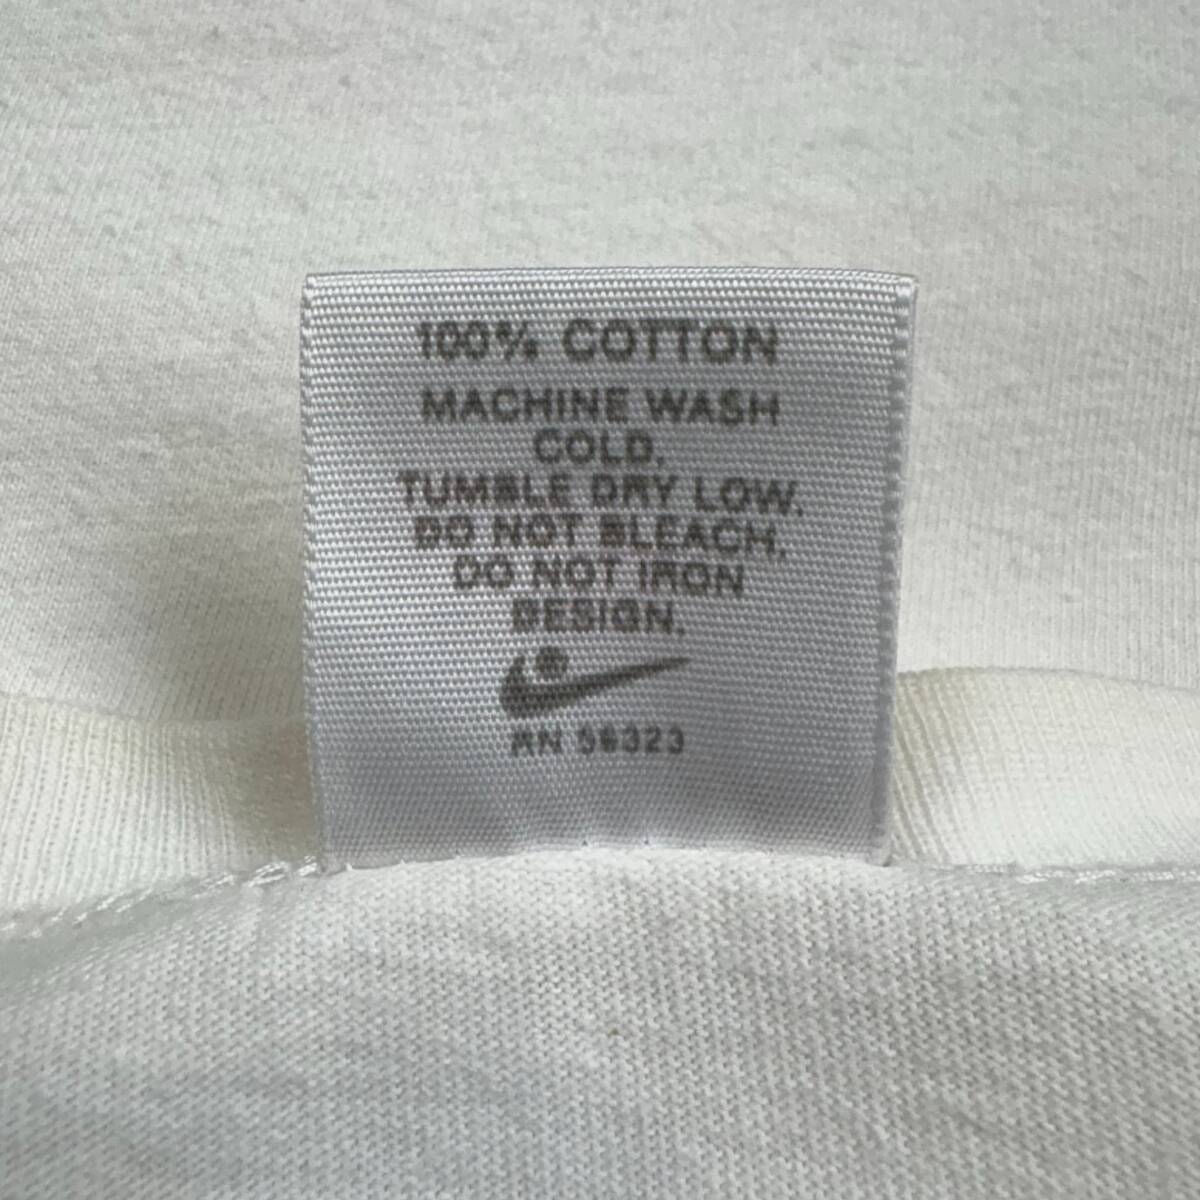 100% COTTON
MACHINE WASH
COLD.
TUMBLE DRY LOW.
DO NOT BLEACH.
DO NOT IRON
DESIGN.
RN 56323